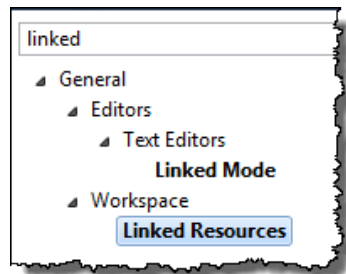 linked
General
Editors
Text Editors
Linked Mode
Workspace
Linked Resources